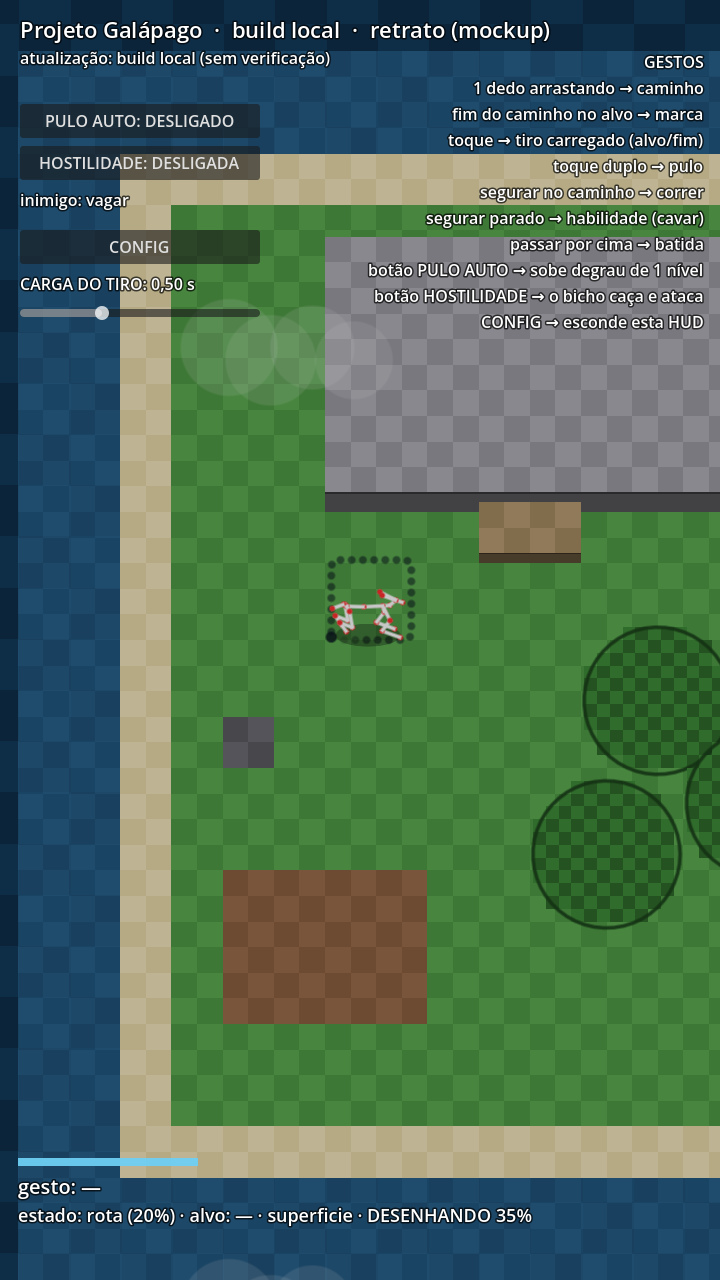 Projeto Galápago · build local · retrato (mockup)
atualização: build local (sem verificação)
PULO AUTO: DESLIGADO
HOSTILIDADE: DESLIGADA
inimigo: vagar
CONFIG
CARGA DO TIRO: 0,50 s
GESTOS
1 dedo arrastando → caminho
fim do caminho no alvo → marca
toque → tiro carregado (alvo/fim)
toque duplo → pulo
segurar no caminho → correr
segurar parado → habilidade (cavar)
passar por cima → batida
botão PULO AUTO → sobe degrau de 1 nível
botão HOSTILIDADE → o bicho caça e ataca
CONFIG → esconde esta HUD
gesto: —
estado: rota (20%) · alvo: — · superficie · DESENHANDO 35%